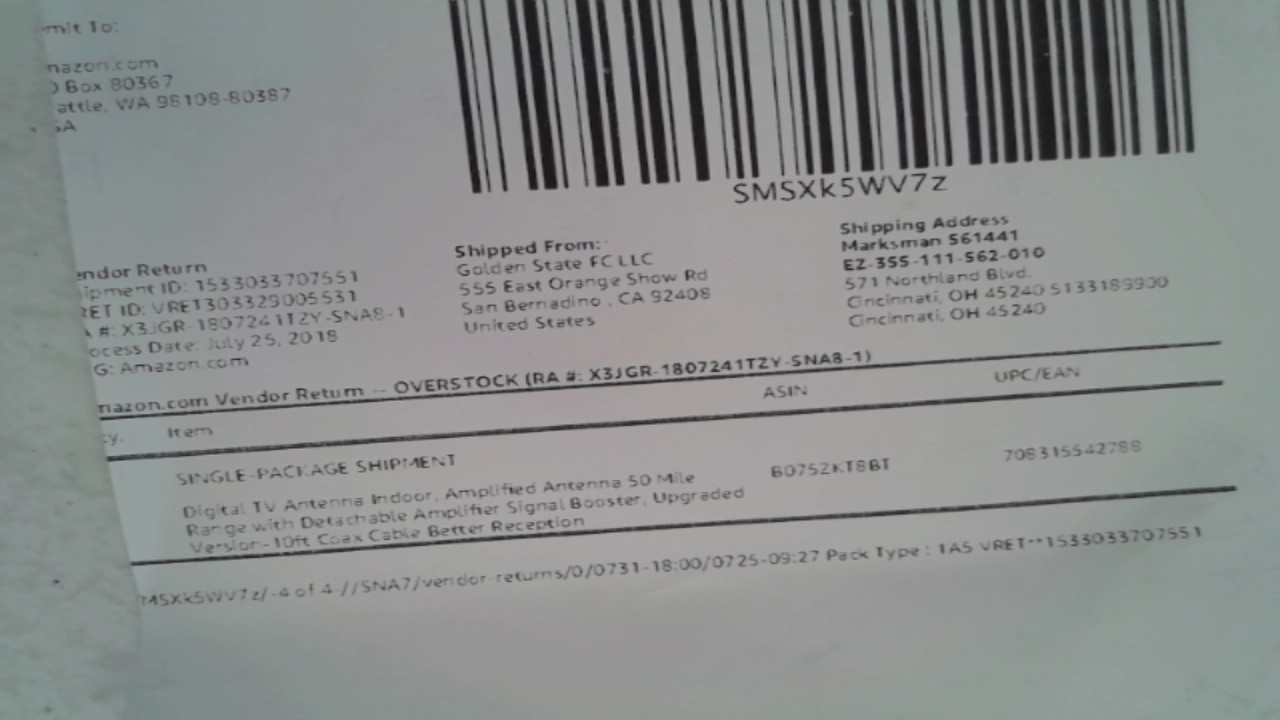 mit To:
mazon.com
Box 80367
attle, WA 98108-80387
SA
SMSXk5WV7z
endor Return
ipment ID: 1533033707551
RET ID: VRET303329005531
A #: X3JGR-1807241TZY-SNA8-1
ocess Date: July 25, 2018
G: Amazon.com
Shipped From:
Golden State FC LLC
555 East Orange Show Rd
San Bernadino , CA 92408
United States
Shipping Address
Marksman 561441
EZ-355-111-562-010
571 Northland Blvd.
Cincinnati, OH 45240 5133189900
Cincinnati, OH 45240
mazon.com Vendor Return -- OVERSTOCK (RA #: X3JGR-1807241TZY-SNA8-1)
ty. Item ASIN UPC/EAN
SINGLE-PACKAGE SHIPMENT
Digital TV Antenna Indoor, Amplified Antenna 50 Mile B075ZKT8BT 708315542788
Range with Detachable Amplifier Signal Booster, Upgraded
Version-10ft Coax Cable Better Reception
MSXk5WV7z/-4 of 4-//SNA7/vendor-returns/0/0731-18:00/0725-09:27 Pack Type : 1A5 VRET**1533033707551